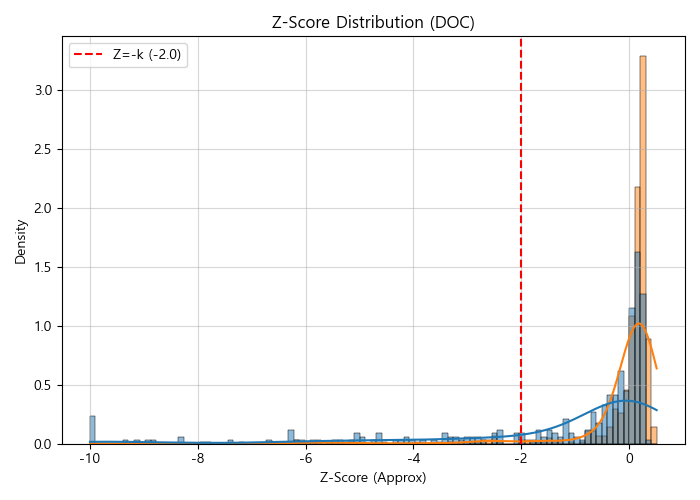 Z-Score Distribution (DOC)
Z=-k (-2.0)
Density
3.0
2.5
2.0
1.5
1.0
0.5
0.0
-10 -8 -6 -4 -2 0
Z-Score (Approx)